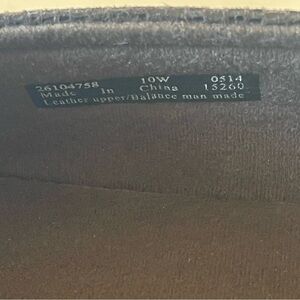 26104758 10W 0514
Made In China 15260
Leather upper/Balance man made